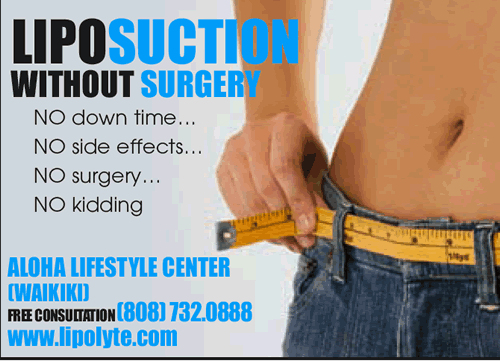 LIPOSUCTION
WITHOUT SURGERY
NO down time...
NO side effects...
NO surgery...
NO kidding
ALOHA LIFESTYLE CENTER
(WAIKIKI)
FREE CONSULTATION (808) 732.0888
www.lipolyte.com